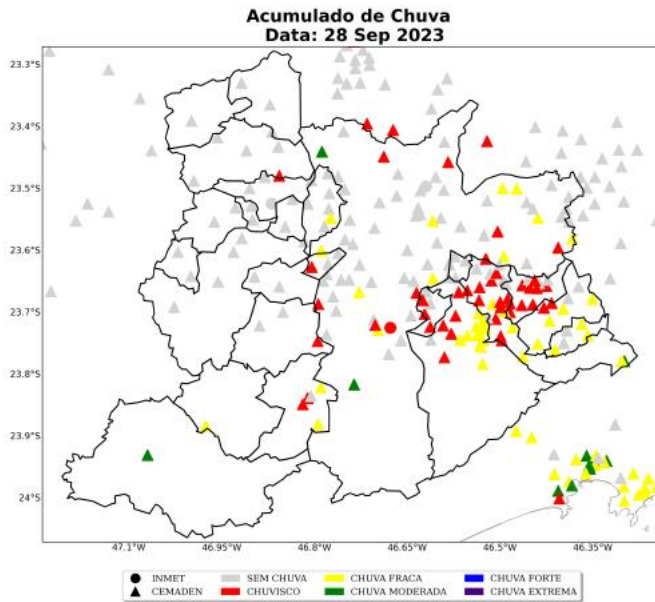 Acumulado de Chuva
Data: 28 Sep 2023
23.3°S
23.4°S
23.5°S
23.6°S
23.7°S
23.8°S
23.9°S
24°S
47.1°W
46.95°W
46.8°W
46.65°W
46.5°W
46.35°W
INMET
SEM CHUVA
CHUVA FRACA
CHUVA FORTE
CEMADEN
CHUVISCO
CHUVA MODERADA
CHUVA EXTREMA